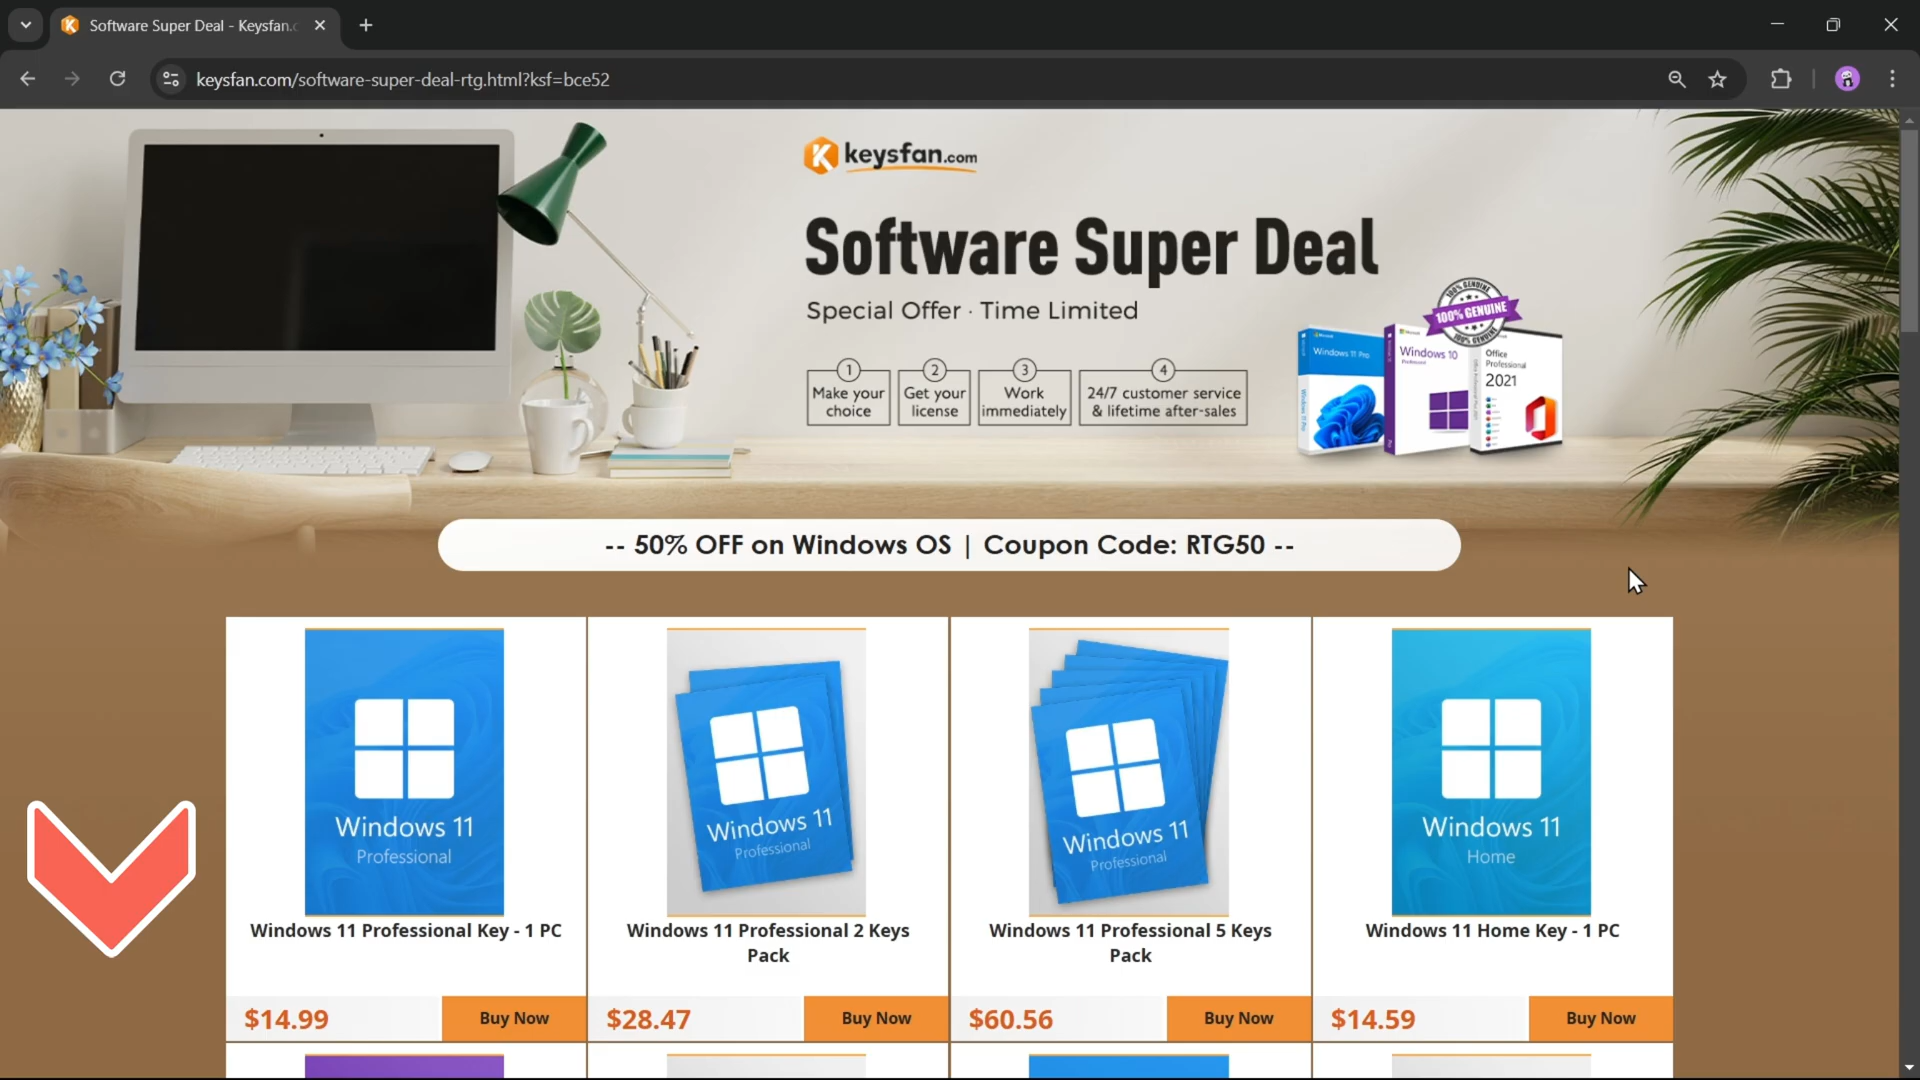 Software Super Deal - Keysfan.c
keysfan.com/software-super-deal-rtg.html?ksf=bce52
keysfan.com
Software Super Deal
Special Offer · Time Limited
1
Make your
choice
2
Get your
license
3
Work
immediately
4
24/7 customer service
& lifetime after-sales
100% GENUINE
100% GENUINE
100% GENUINE
Windows 11 Pro
Windows 10
Office
Professional
2021
-- 50% OFF on Windows OS | Coupon Code: RTG50 --
Windows 11
Professional
Windows 11
Professional
Windows 11
Professional
Windows 11
Home
Windows 11 Professional Key - 1 PC
Windows 11 Professional 2 Keys
Pack
Windows 11 Professional 5 Keys
Pack
Windows 11 Home Key - 1 PC
$14.99
Buy Now
$28.47
Buy Now
$60.56
Buy Now
$14.59
Buy Now